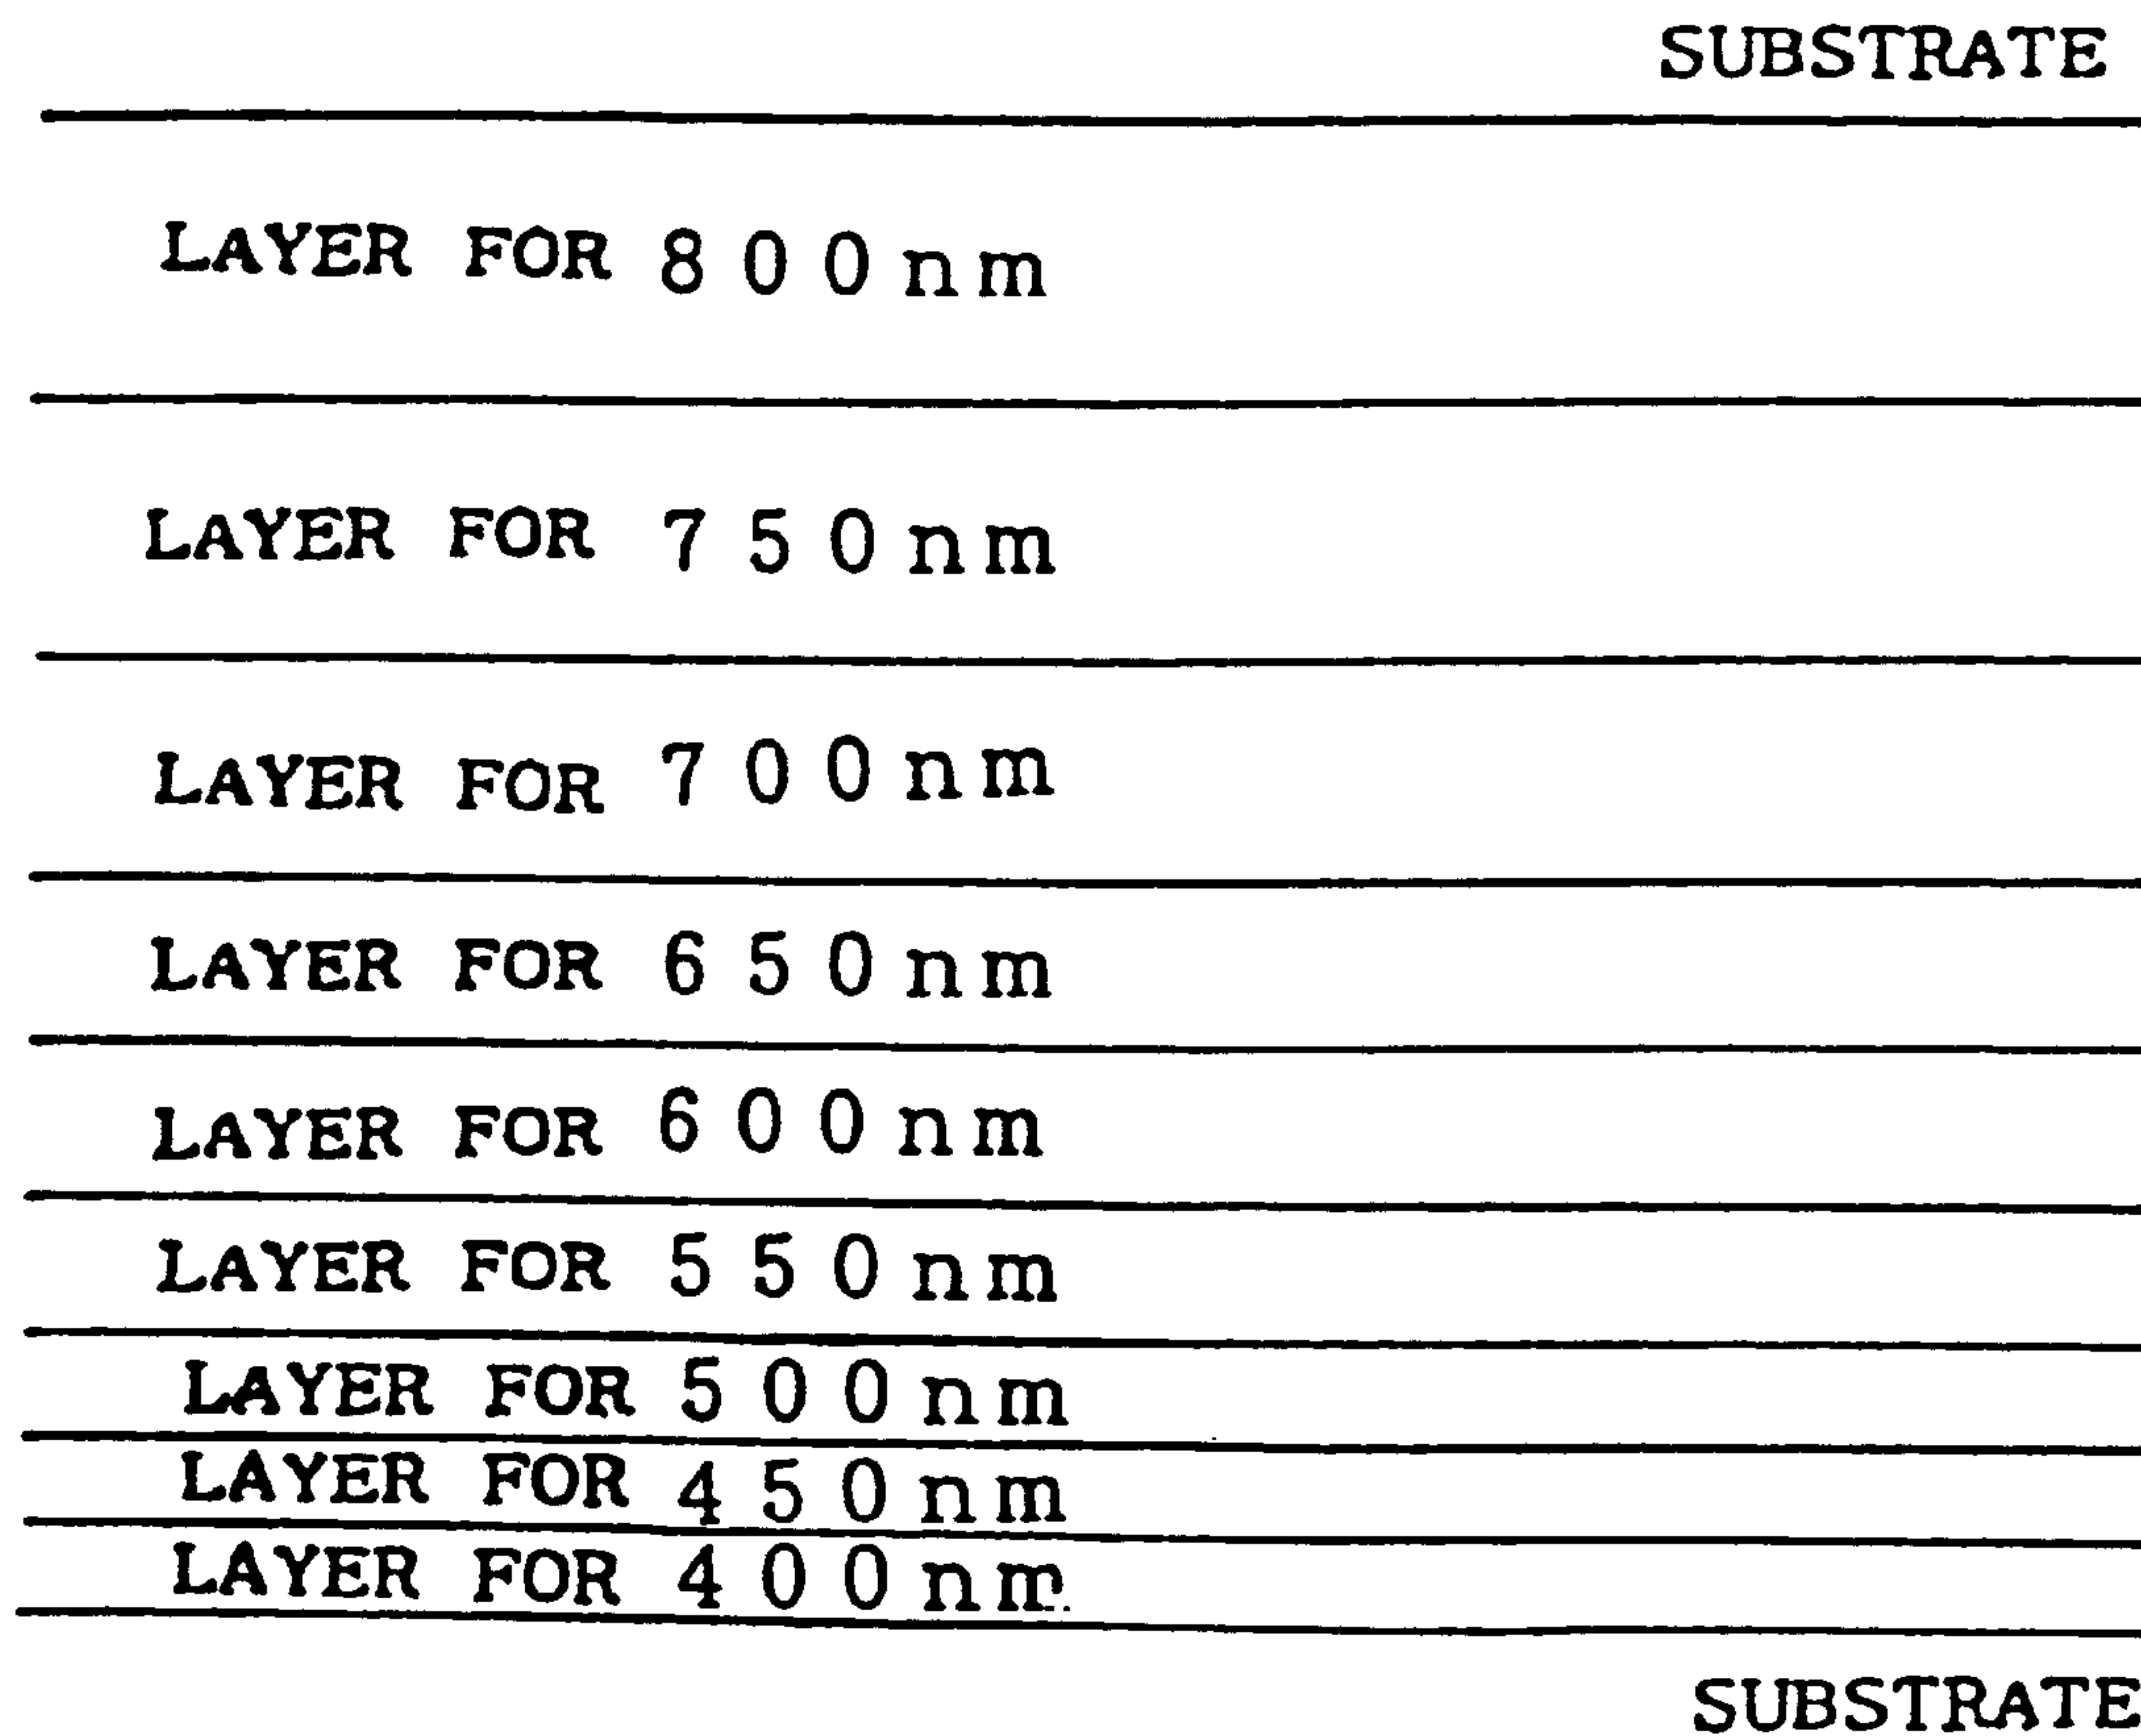 SUBSTRATE
LAYER FOR 800nm
LAYER FOR 750nm
LAYER FOR 700nm
LAYER FOR 650nm
LAYER FOR 600nm
LAYER FOR 550nm
LAYER FOR 500nm
LAYER FOR 450nm
LAYER FOR 400nm
SUBSTRATE